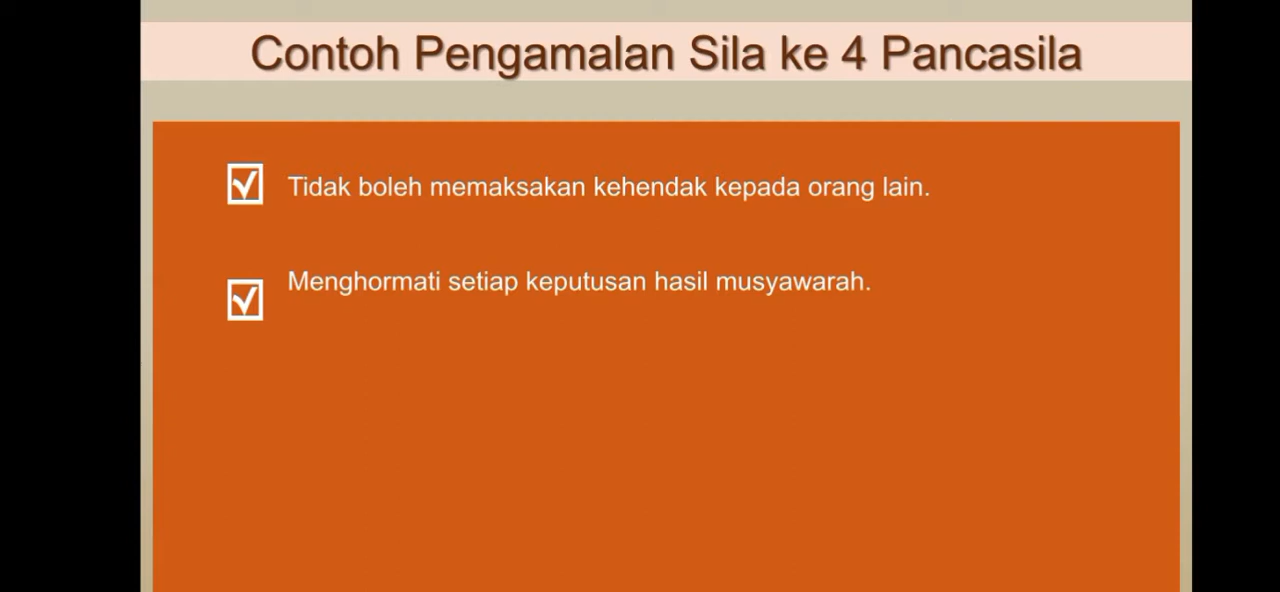 Contoh Pengamalan Sila ke 4 Pancasila
Tidak boleh memaksakan kehendak kepada orang lain.
Menghormati setiap keputusan hasil musyawarah.